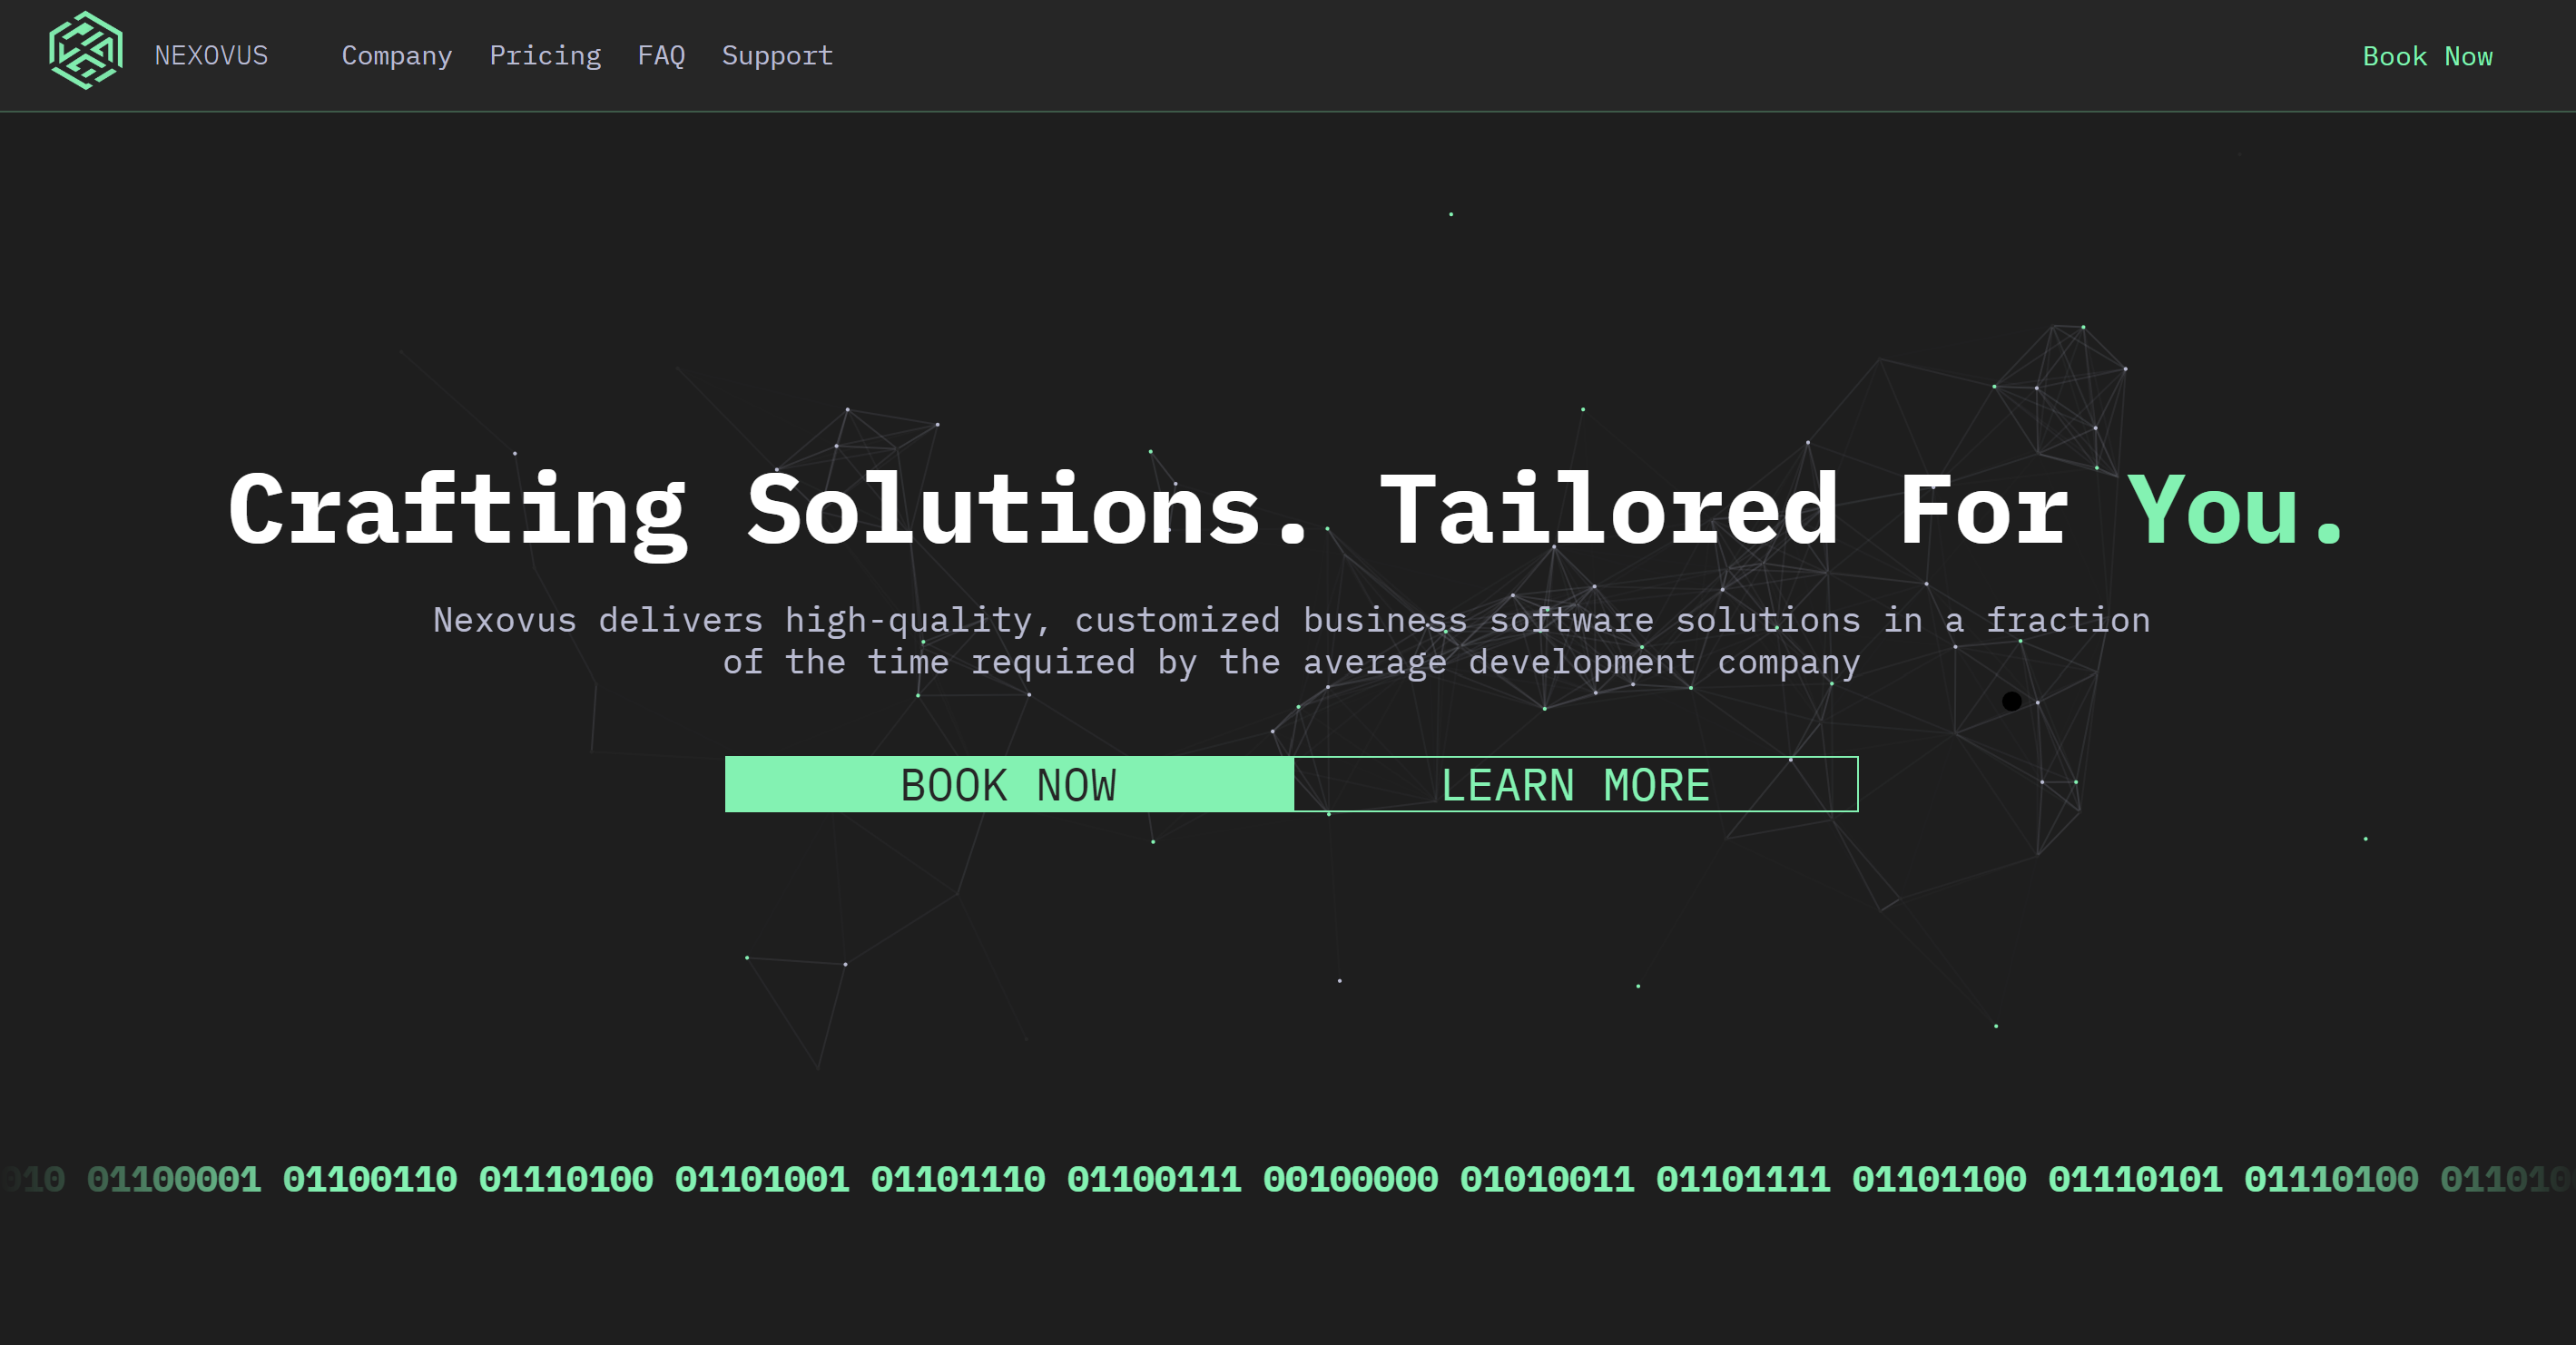 NEXOVUS Company Pricing FAQ Support Book Now
Crafting Solutions. Tailored For You.
Nexovus delivers high-quality, customized business software solutions in a fraction
of the time required by the average development company
BOOK NOW LEARN MORE
010 01100001 01100110 01110100 01101001 01101110 01100111 00100000 01010011 01101111 01101100 01110101 01110100 011010